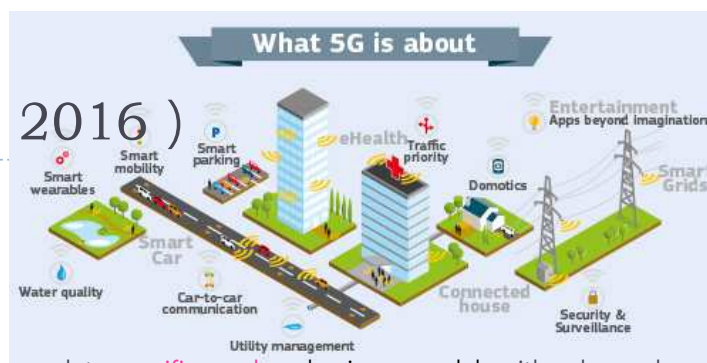 What 5G is about
2016 )
Entertainment
Apps beyond imagination
Smart
parking
eHealth
Traffic
priority
Smart
mobility
Smart
wearables
Domotics
Smart
Grids
Smart
Car
Water quality
Car-to-car
communication
Connected
house
Security &
Surveillance
Utility management